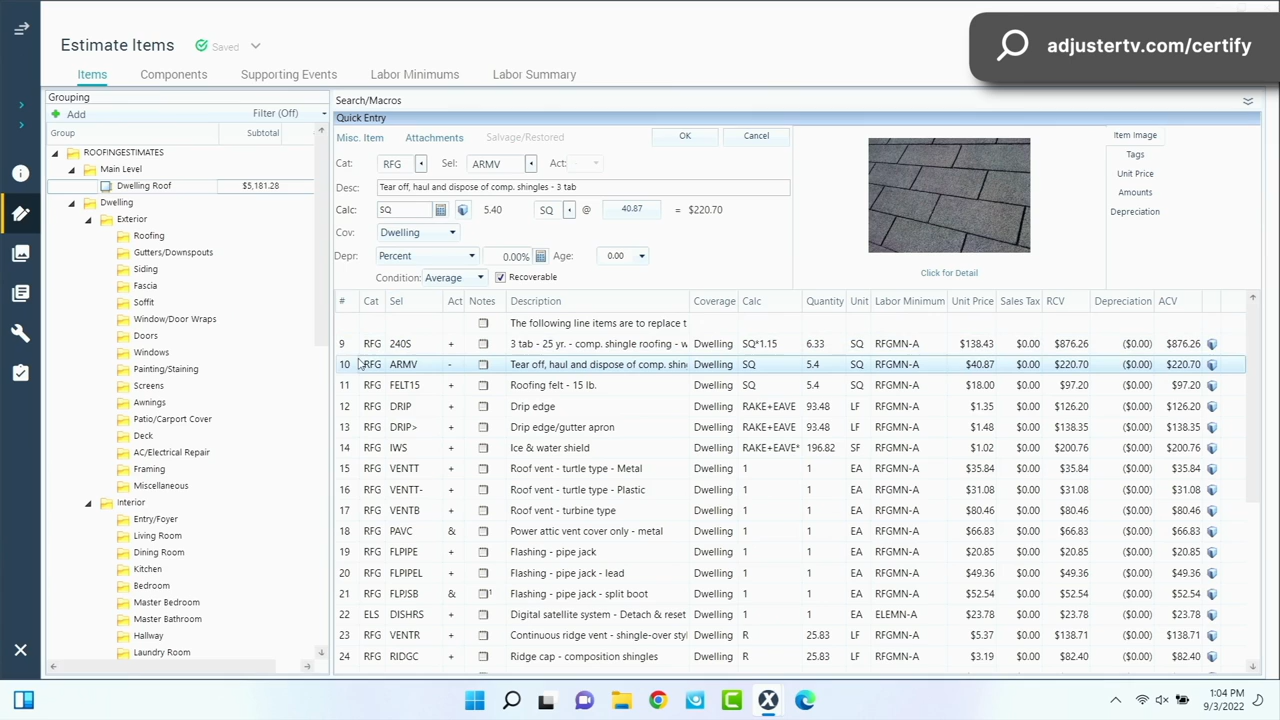 adjustertv.com/certify
Estimate Items Saved
Items Components Supporting Events Labor Minimums Labor Summary
Grouping
Add Filter (Off)
Group Subtotal
ROOFINGESTIMATES
Main Level
Dwelling Roof $5,181.28
Dwelling
Exterior
Roofing
Gutters/Downspouts
Siding
Fascia
Soffit
Window/Door Wraps
Doors
Windows
Painting/Staining
Screens
Awnings
Patio/Carport Cover
Deck
AC/Electrical Repair
Framing
Miscellaneous
Interior
Entry/Foyer
Living Room
Dining Room
Kitchen
Bedroom
Master Bedroom
Master Bathroom
Hallway
Laundry Room
Search/Macros
Quick Entry
Misc. Item Attachments Salvage/Restored OK Cancel
Cat: RFG Sel: ARMV Act: -
Desc: Tear off, haul and dispose of comp. shingles - 3 tab
Calc: SQ 5.40 SQ @ 40.87 = $220.70
Cov: Dwelling
Depr: Percent 0.00% Age: 0.00
Condition: Average Recoverable
Click for Detail
Item Image
Tags
Unit Price
Amounts
Depreciation
# Cat Sel Act Notes Description Coverage Calc Quantity Unit Labor Minimum Unit Price Sales Tax RCV Depreciation ACV
The following line items are to replace t
9 RFG 240S + 3 tab - 25 yr. - comp. shingle roofing - w Dwelling SQ*1.15 6.33 SQ RFGMN-A $138.43 $0.00 $876.26 ($0.00) $876.26
10 RFG ARMV - Tear off, haul and dispose of comp. shin Dwelling SQ 5.4 SQ RFGMN-A $40.87 $0.00 $220.70 ($0.00) $220.70
11 RFG FELT15 + Roofing felt - 15 lb. Dwelling SQ 5.4 SQ RFGMN-A $18.00 $0.00 $97.20 ($0.00) $97.20
12 RFG DRIP + Drip edge Dwelling RAKE+EAVE 93.48 LF RFGMN-A $1.35 $0.00 $126.20 ($0.00) $126.20
13 RFG DRIP> + Drip edge/gutter apron Dwelling RAKE+EAVE 93.48 LF RFGMN-A $1.48 $0.00 $138.35 ($0.00) $138.35
14 RFG IWS + Ice & water shield Dwelling RAKE+EAVE* 196.82 SF RFGMN-A $1.02 $0.00 $200.76 ($0.00) $200.76
15 RFG VENTT + Roof vent - turtle type - Metal Dwelling 1 1 EA RFGMN-A $35.84 $0.00 $35.84 ($0.00) $35.84
16 RFG VENTT- + Roof vent - turtle type - Plastic Dwelling 1 1 EA RFGMN-A $31.08 $0.00 $31.08 ($0.00) $31.08
17 RFG VENTB + Roof vent - turbine type Dwelling 1 1 EA RFGMN-A $80.46 $0.00 $80.46 ($0.00) $80.46
18 RFG PAVC & Power attic vent cover only - metal Dwelling 1 1 EA RFGMN-A $66.83 $0.00 $66.83 ($0.00) $66.83
19 RFG FLPIPE + Flashing - pipe jack Dwelling 1 1 EA RFGMN-A $20.85 $0.00 $20.85 ($0.00) $20.85
20 RFG FLPIPEL + Flashing - pipe jack - lead Dwelling 1 1 EA RFGMN-A $49.36 $0.00 $49.36 ($0.00) $49.36
21 RFG FLPJSB & 1 Flashing - pipe jack - split boot Dwelling 1 1 EA RFGMN-A $52.54 $0.00 $52.54 ($0.00) $52.54
22 ELS DISHRS + Digital satellite system - Detach & reset Dwelling 1 1 EA ELEMN-A $23.78 $0.00 $23.78 ($0.00) $23.78
23 RFG VENTR + Continuous ridge vent - shingle-over styl Dwelling R 25.83 LF RFGMN-A $5.37 $0.00 $138.71 ($0.00) $138.71
24 RFG RIDGC + Ridge cap - composition shingles Dwelling R 25.83 LF RFGMN-A $3.19 $0.00 $82.40 ($0.00) $82.40
1:04 PM
9/3/2022